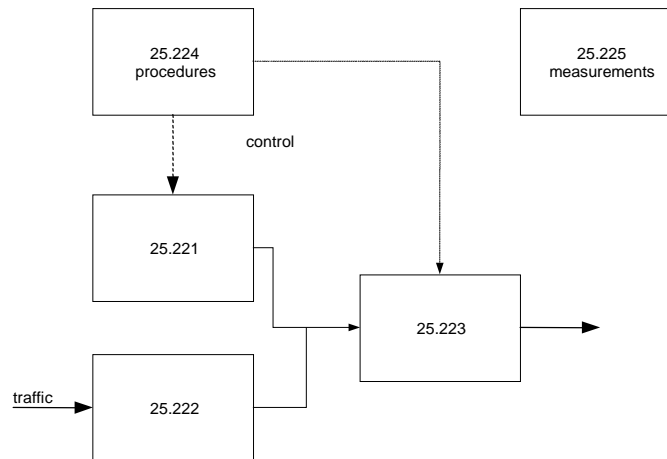 25.224
procedures
25.225
measurements
control
25.221
25.223
traffic
25.222